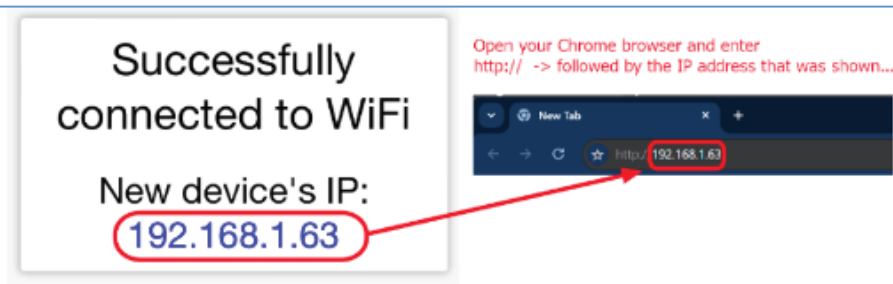 Successfully
connected to WiFi
New device's IP:
192.168.1.63
Open your Chrome browser and enter
http:// -> followed by the IP address that was shown...
New Tab
http:/ 192.168.1.63